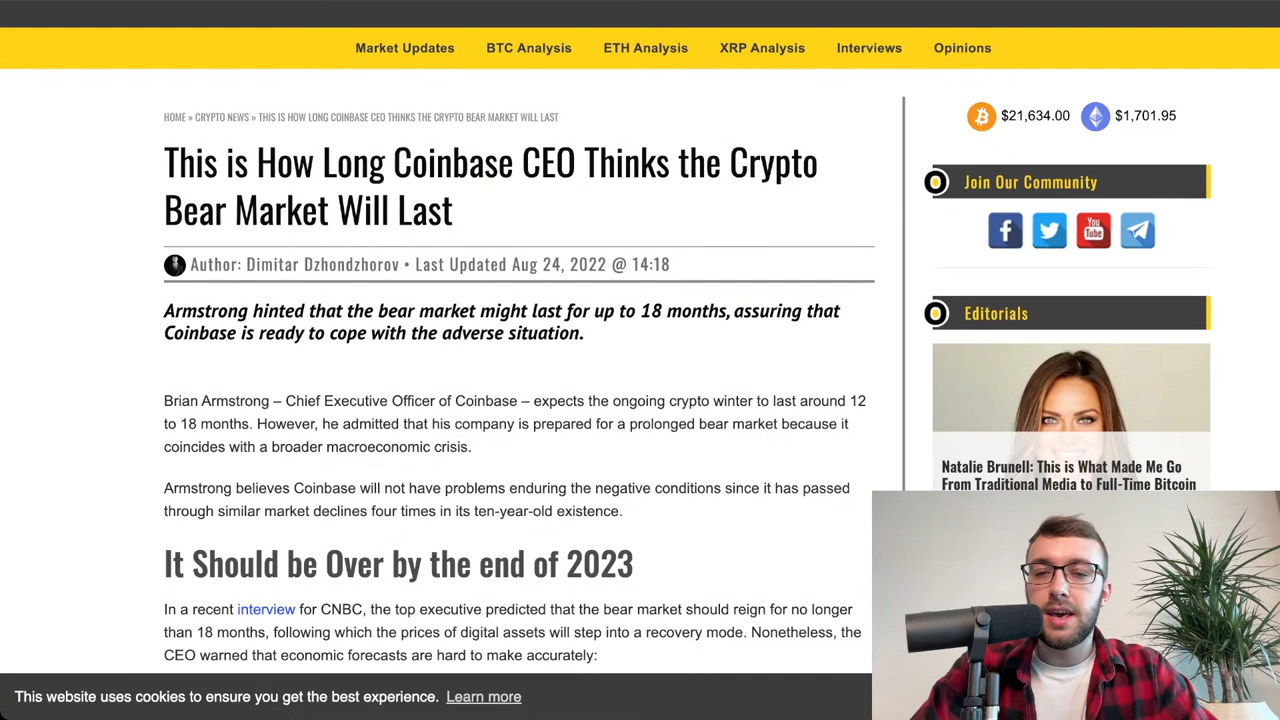 Market Updates BTC Analysis ETH Analysis XRP Analysis Interviews Opinions
HOME » CRYPTO NEWS » THIS IS HOW LONG COINBASE CEO THINKS THE CRYPTO BEAR MARKET WILL LAST
This is How Long Coinbase CEO Thinks the Crypto
Bear Market Will Last
Author: Dimitar Dzhondzhorov • Last Updated Aug 24, 2022 @ 14:18
Armstrong hinted that the bear market might last for up to 18 months, assuring that
Coinbase is ready to cope with the adverse situation.
Brian Armstrong – Chief Executive Officer of Coinbase – expects the ongoing crypto winter to last around 12
to 18 months. However, he admitted that his company is prepared for a prolonged bear market because it
coincides with a broader macroeconomic crisis.
Armstrong believes Coinbase will not have problems enduring the negative conditions since it has passed
through similar market declines four times in its ten-year-old existence.
It Should be Over by the end of 2023
In a recent interview for CNBC, the top executive predicted that the bear market should reign for no longer
than 18 months, following which the prices of digital assets will step into a recovery mode. Nonetheless, the
CEO warned that economic forecasts are hard to make accurately:
$21,634.00 $1,701.95
Join Our Community
You
Tube
Editorials
Natalie Brunell: This is What Made Me Go
From Traditional Media to Full-Time Bitcoin
This website uses cookies to ensure you get the best experience. Learn more